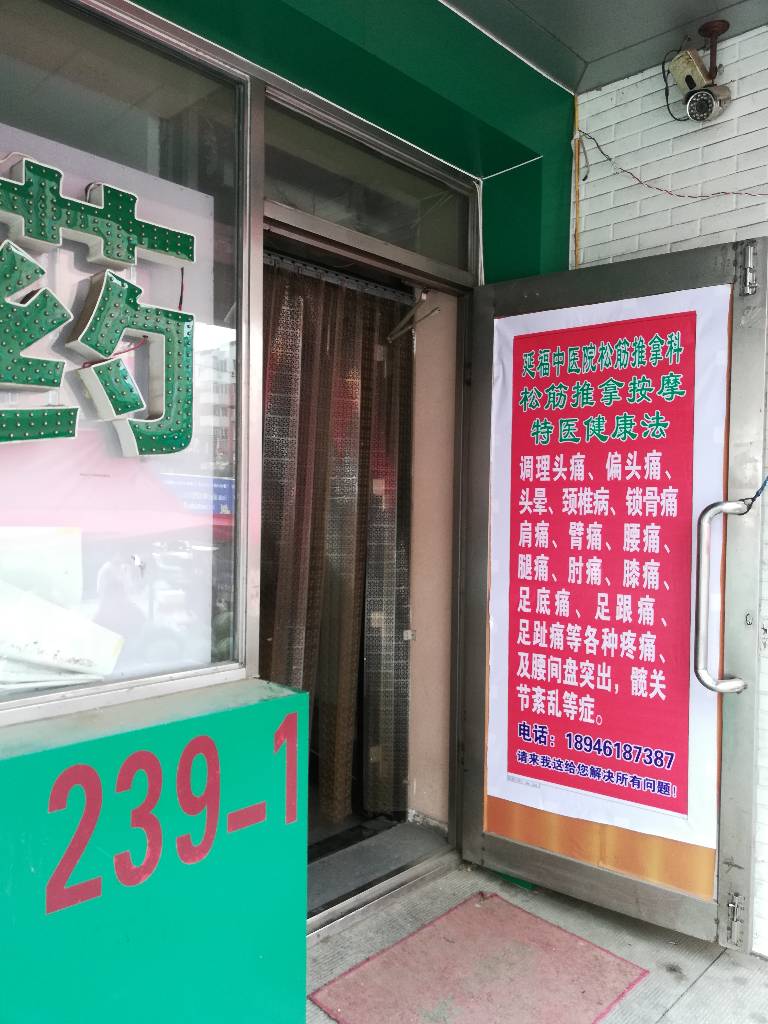 药
延福中医院松筋推拿科
松筋推拿按摩
特医健康法
调理头痛、偏头痛、
头晕、颈椎病、锁骨痛
肩痛、臂痛、腰痛、
腿痛、肘痛、膝痛、
足底痛、足跟痛、
足趾痛等各种疼痛、
及腰间盘突出，髋关
节紊乱等症。
电话：18946187387
请来我这给您解决所有问题！
239-1